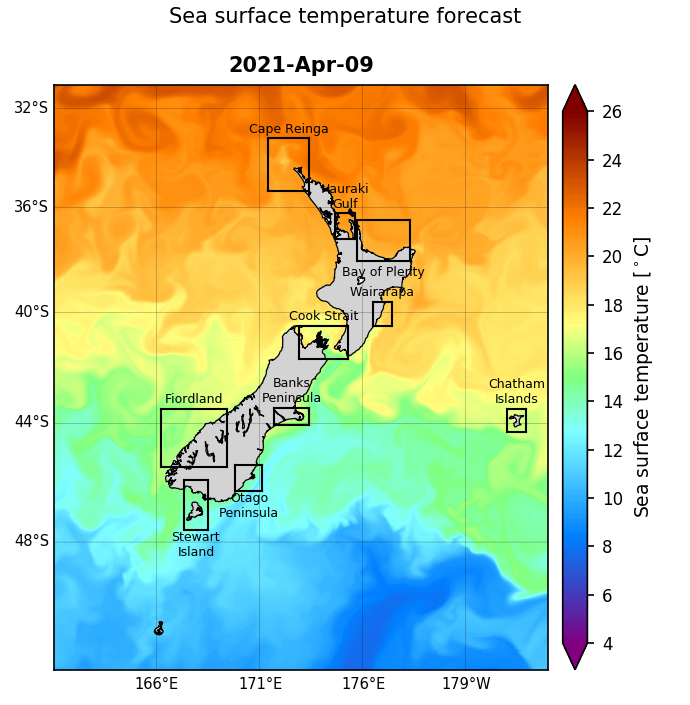 Sea surface temperature forecast
2021-Apr-09
32°S
36°S
40°S
44°S
48°S
166°E
171°E
176°E
179°W
Cape Reinga
Hauraki
Gulf
Bay of Plenty
Wairarapa
Cook Strait
Banks
Peninsula
Fiordland
Chatham
Islands
Otago
Peninsula
Stewart
Island
26
24
22
20
18
16
14
12
10
8
6
4
Sea surface temperature [°C]